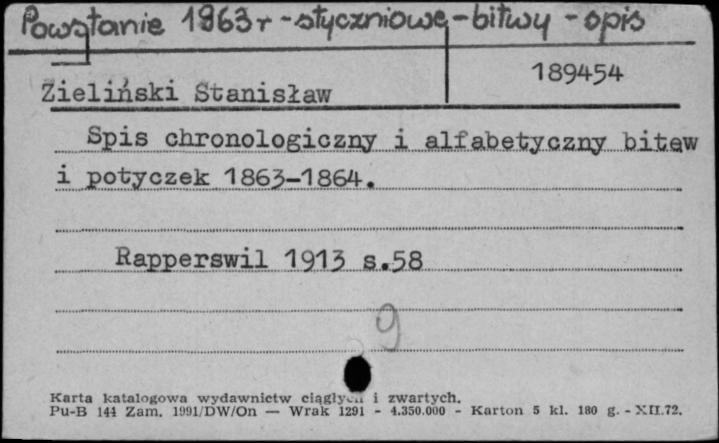 Powstanie 1863 r - styczniowe - bitwy - opis
189454
Zieliński Stanisław
Spis chronologiczny i alfabetyczny bitew
i potyczek 1863-1864.
Rapperswil 1913 s.58
9
Karta katalogowa wydawnictw ciągłych i zwartych.
Pu-B 144 Zam. 1991/DW/On — Wrak 1291 - 4.350.000 - Karton 5 kl. 180 g. - XII.72.